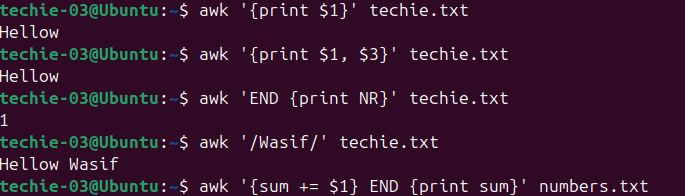 techie-03@Ubuntu:~$ awk '{print $1}' techie.txt
Hellow
techie-03@Ubuntu:~$ awk '{print $1, $3}' techie.txt
Hellow
techie-03@Ubuntu:~$ awk 'END {print NR}' techie.txt
1
techie-03@Ubuntu:~$ awk '/Wasif/' techie.txt
Hellow Wasif
techie-03@Ubuntu:~$ awk '{sum += $1} END {print sum}' numbers.txt